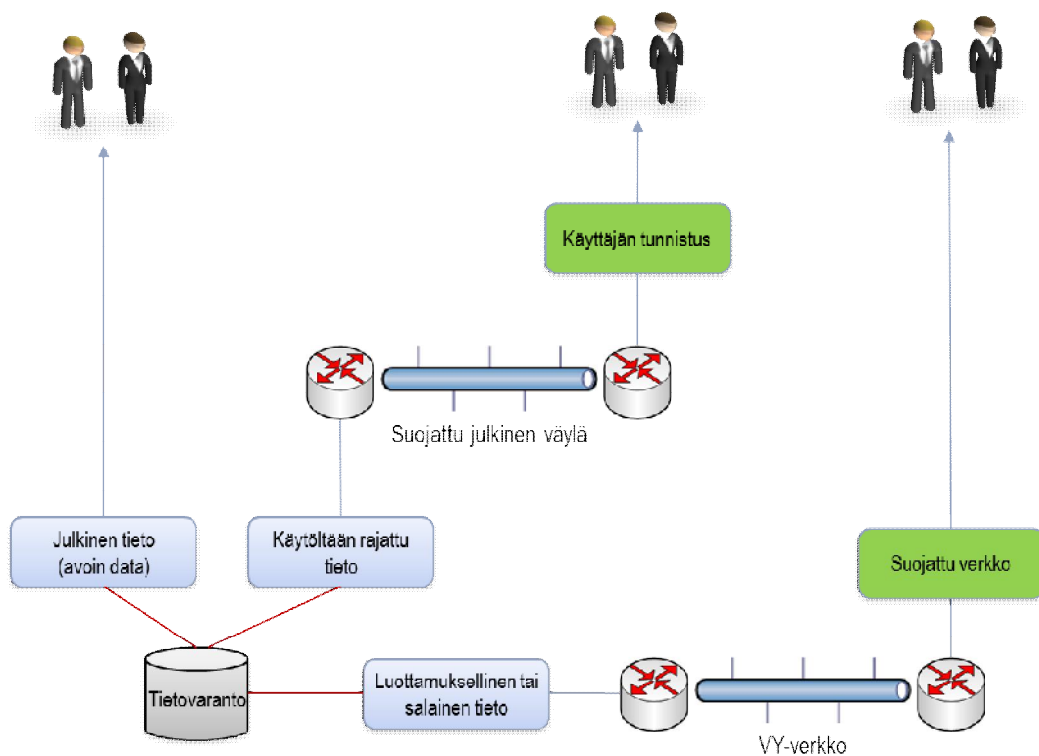 Käyttäjän tunnistus
Suojattu julkinen väylä
Julkinen tieto
(avoin data)
Käytöltään rajattu
tieto
Suojattu verkko
Tietovaranto
Luottamuksellinen tai
salainen tieto
VY-verkko